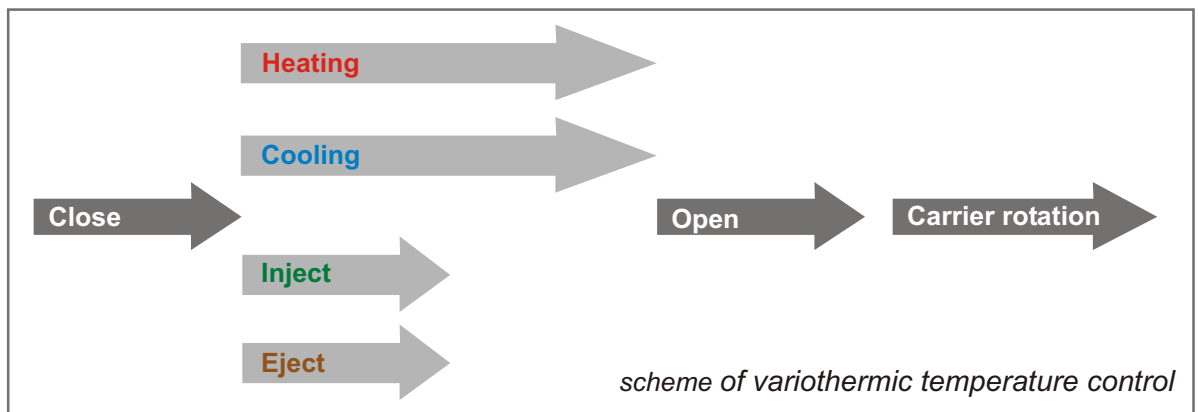 Heating
Cooling
Close
Open
Carrier rotation
Inject
Eject
scheme of variothermic temperature control